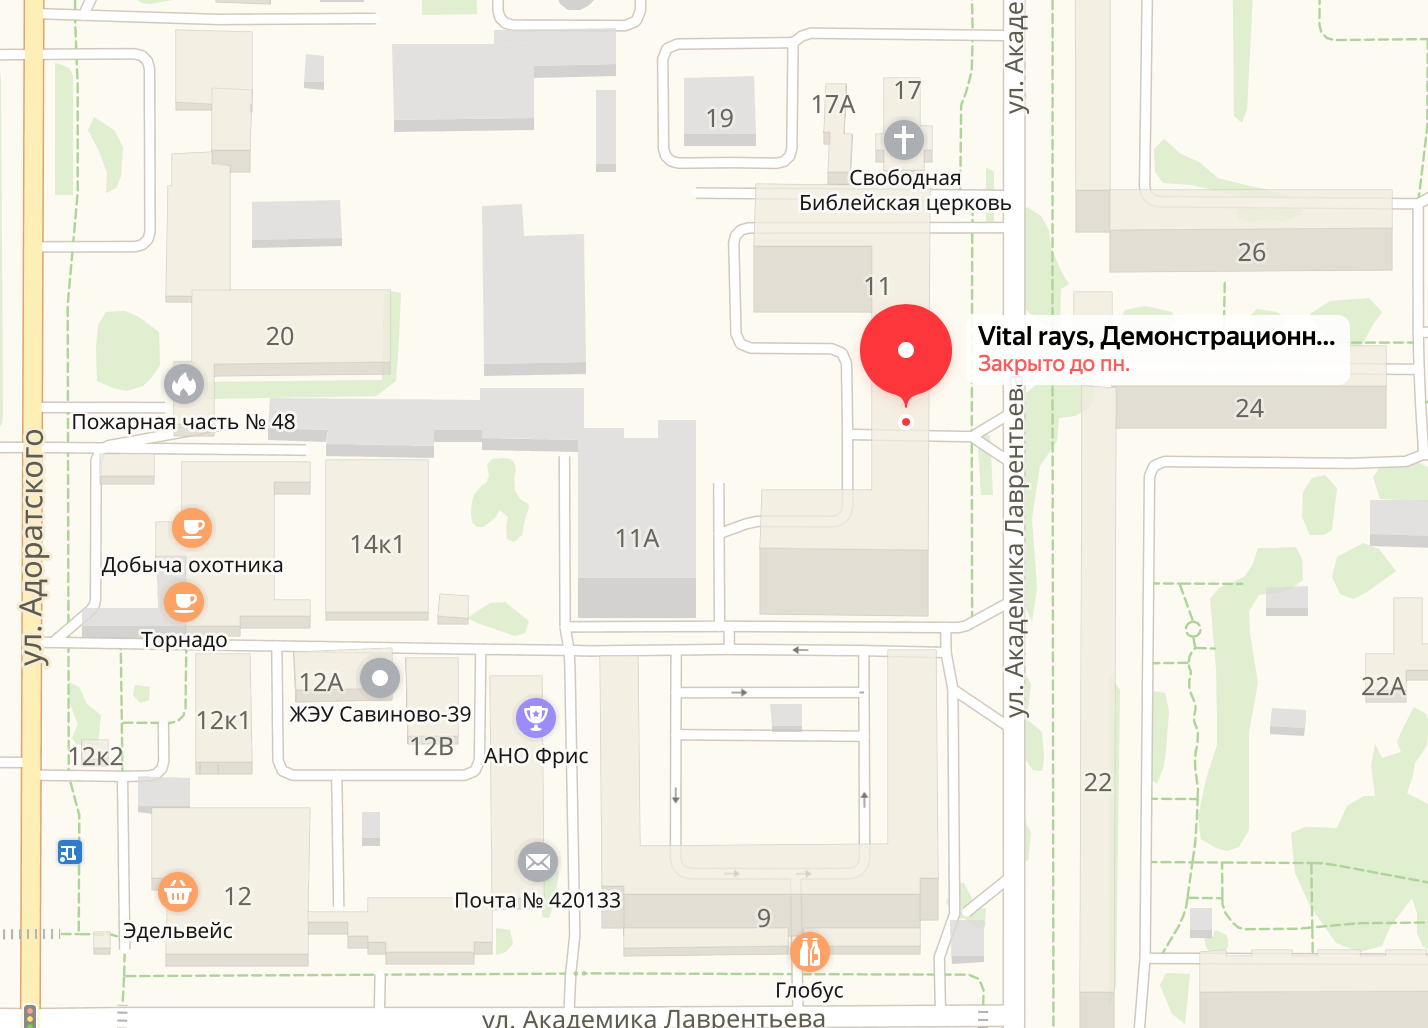 ул. Акаде
17
17А
19
Свободная
Библейская церковь
26
11
20
Vital rays, Демонстрационн...
Закрыто до пн.
24
Пожарная часть № 48
ул. Адоратского
ул. Академика Лаврентьева
14к1
11А
Добыча охотника
Торнадо
12А
22А
ЖЭУ Савиново-39
12к1
12В
12к2
АНО Фрис
22
12
Почта № 420133
9
Эдельвейс
Глобус
ул. Академика Лаврентьева